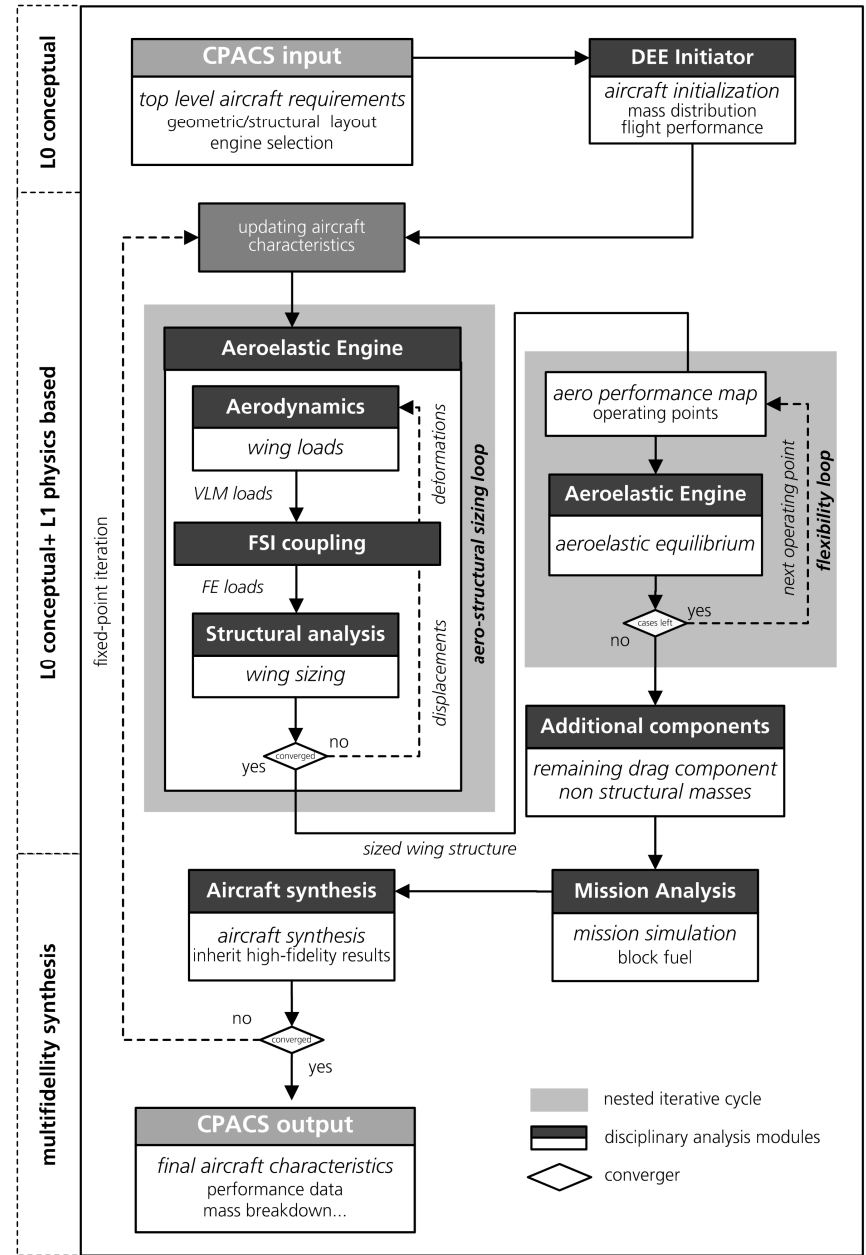 L0 conceptual
CPACS input
top level aircraft requirements
geometric/structural layout
engine selection
DEE Initiator
aircraft initialization
mass distribution
flight performance
L0 conceptual+ L1 physics based
updating aircraft
characteristics
fixed-point iteration
Aeroelastic Engine
Aerodynamics
wing loads
VLM loads
deformations
FSI coupling
FE loads
Structural analysis
wing sizing
displacements
converged
no
yes
aero-structural sizing loop
sized wing structure
aero performance map
operating points
Aeroelastic Engine
aeroelastic equilibrium
cases left
yes
no
next operating point
flexibility loop
Additional components
remaining drag component
non structural masses
multifidellity synthesis
Aircraft synthesis
aircraft synthesis
inherit high-fidelity results
Mission Analysis
mission simulation
block fuel
no
converged
yes
CPACS output
final aircraft characteristics
performance data
mass breakdown...
nested iterative cycle
disciplinary analysis modules
converger